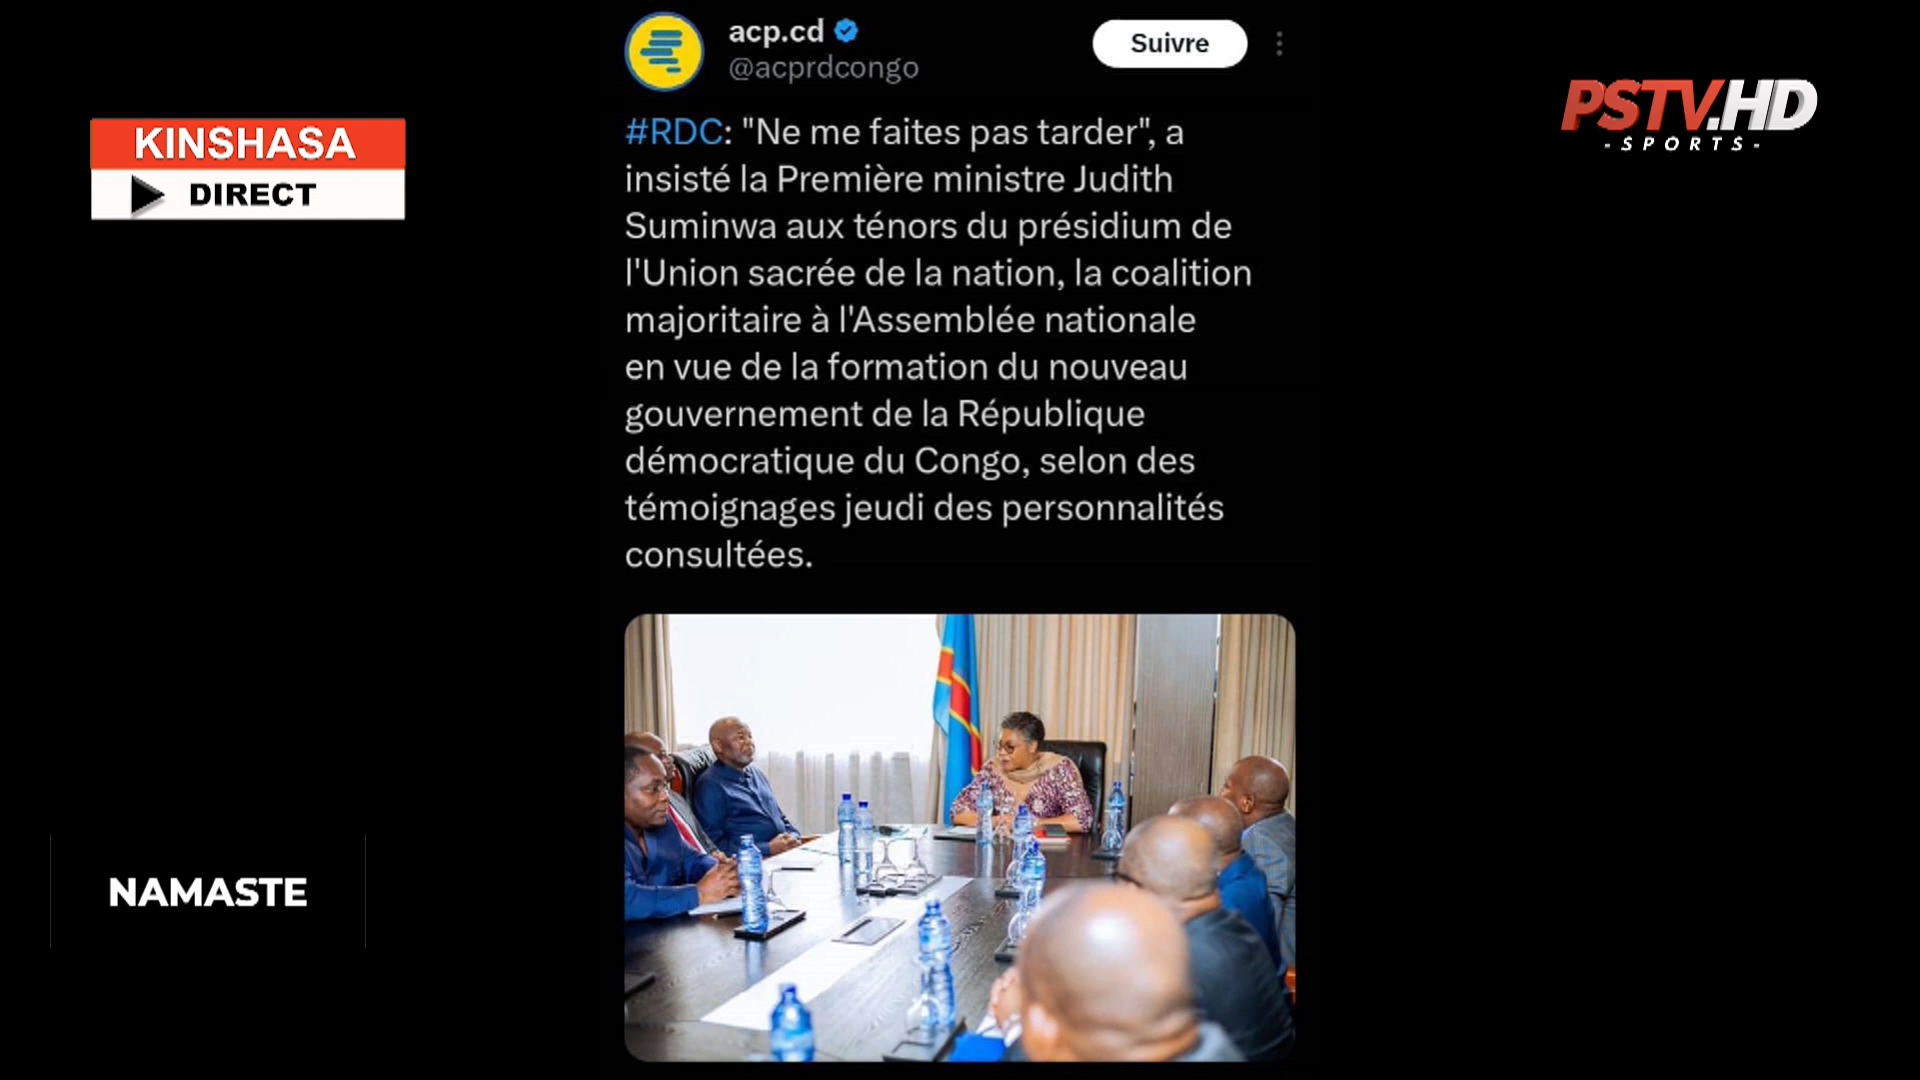 acp.cd
@acprdcongo
Suivre
KINSHASA
DIRECT
PSTV.HD
-SPORTS-
#RDC: "Ne me faites pas tarder", a
insisté la Première ministre Judith
Suminwa aux ténors du présidium de
l'Union sacrée de la nation, la coalition
majoritaire à l'Assemblée nationale
en vue de la formation du nouveau
gouvernement de la République
démocratique du Congo, selon des
témoignages jeudi des personnalités
consultées.
NAMASTE